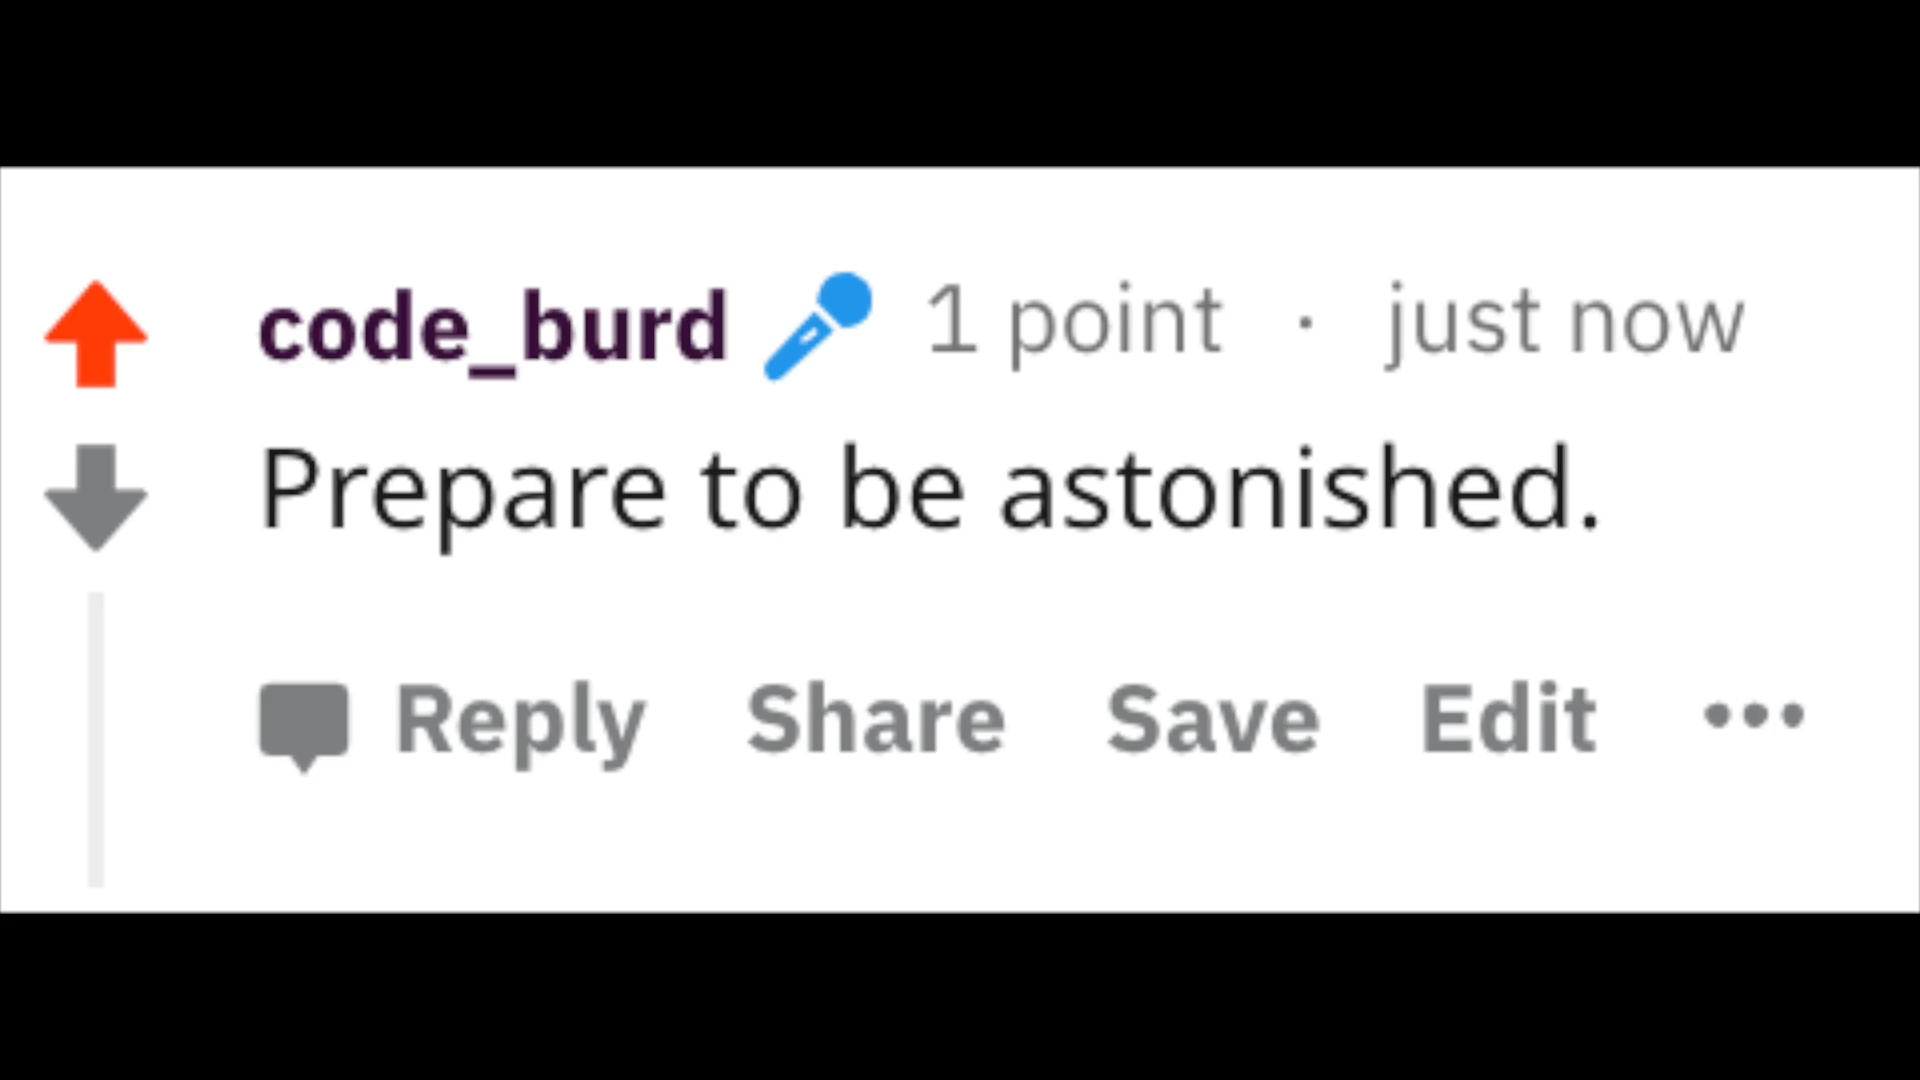 code_burd 1 point · just now
Prepare to be astonished.
Reply Share Save Edit •••